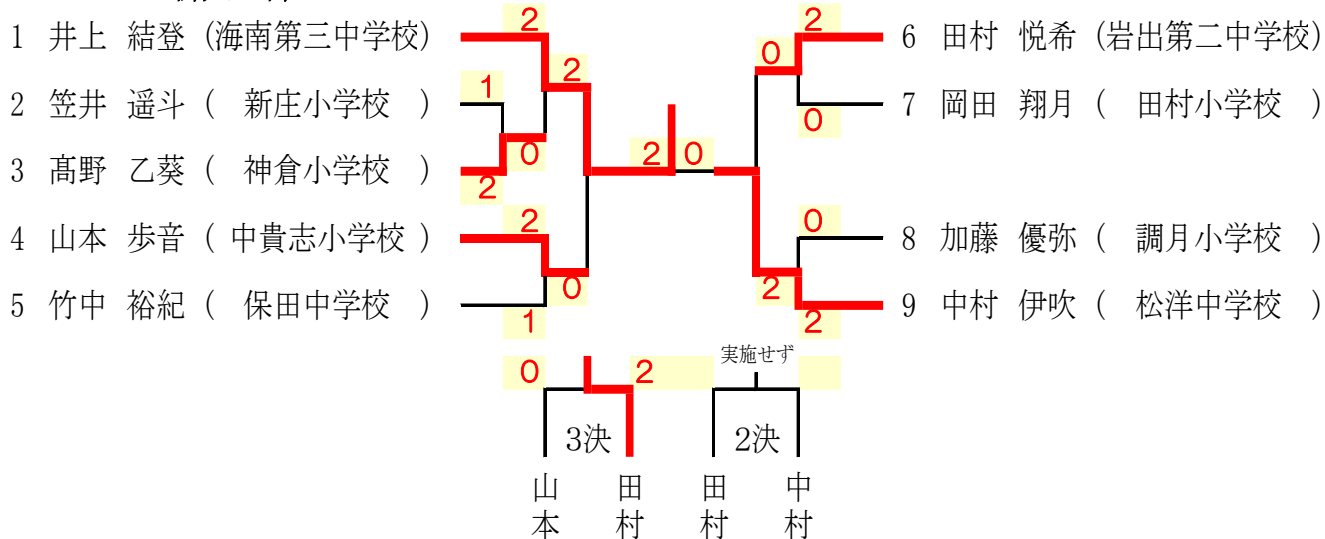 1 井上 結登 (海南第三中学校)
2 笠井 遥斗 ( 新庄小学校 )
3 髙野 乙葵 ( 神倉小学校 )
4 山本 歩音 ( 中貴志小学校 )
5 竹中 裕紀 ( 保田中学校 )
2
1
2
0
2
2
0
1
2 0
6 田村 悦希 (岩出第二中学校)
7 岡田 翔月 ( 田村小学校 )
8 加藤 優弥 ( 調月小学校 )
9 中村 伊吹 ( 松洋中学校 )
2
0
0
0
2
2
0 2
実施せず
3決 2決
山本
田村
田村
中村